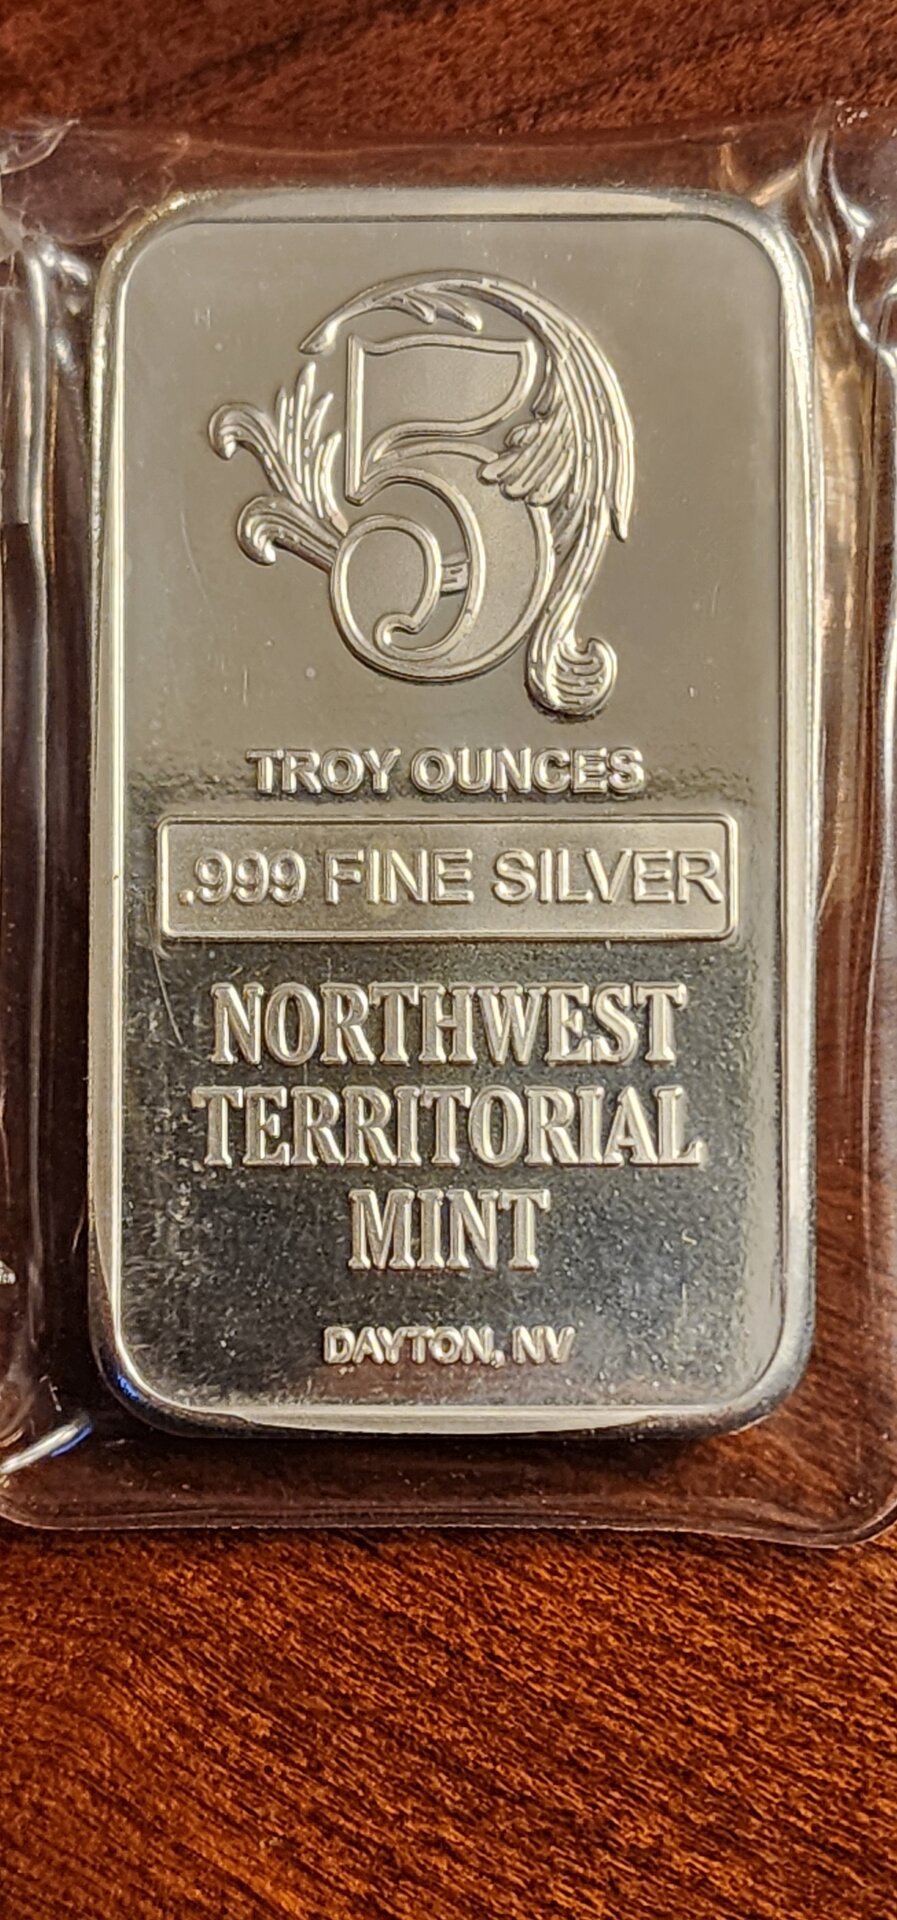 5
TROY OUNCES
.999 FINE SILVER
NORTHWEST
TERRITORIAL
MINT
DAYTON, NV